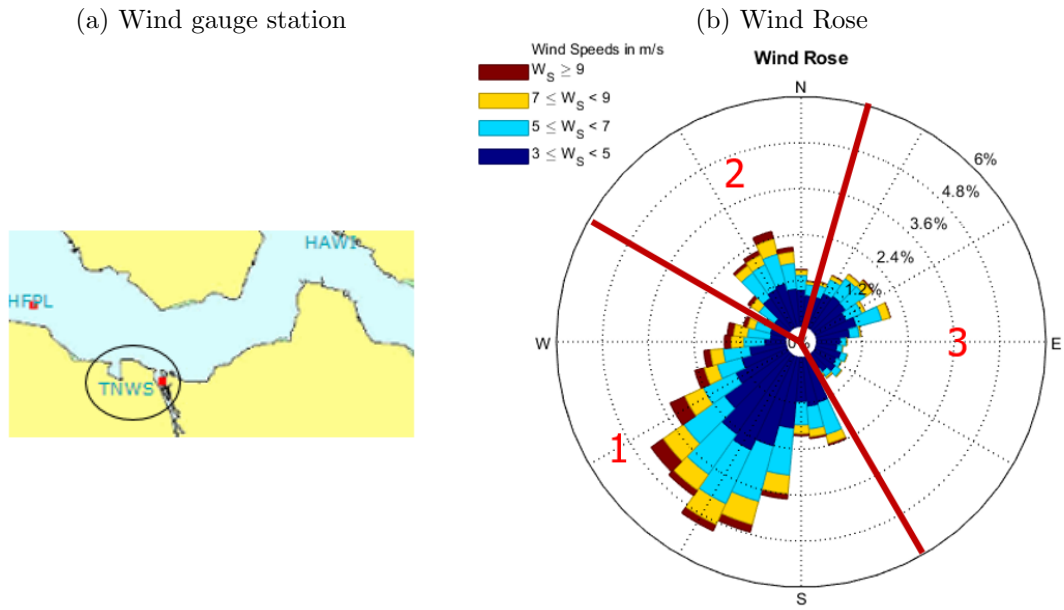 (a) Wind gauge station
HAWI
HFPL
TNWS
(b) Wind Rose
Wind Speeds in m/s
W_S ≥ 9
7 ≤ W_S < 9
5 ≤ W_S < 7
3 ≤ W_S < 5
Wind Rose
N
6%
4.8%
3.6%
2.4%
1.2%
0%
W
E
S
2
3
1